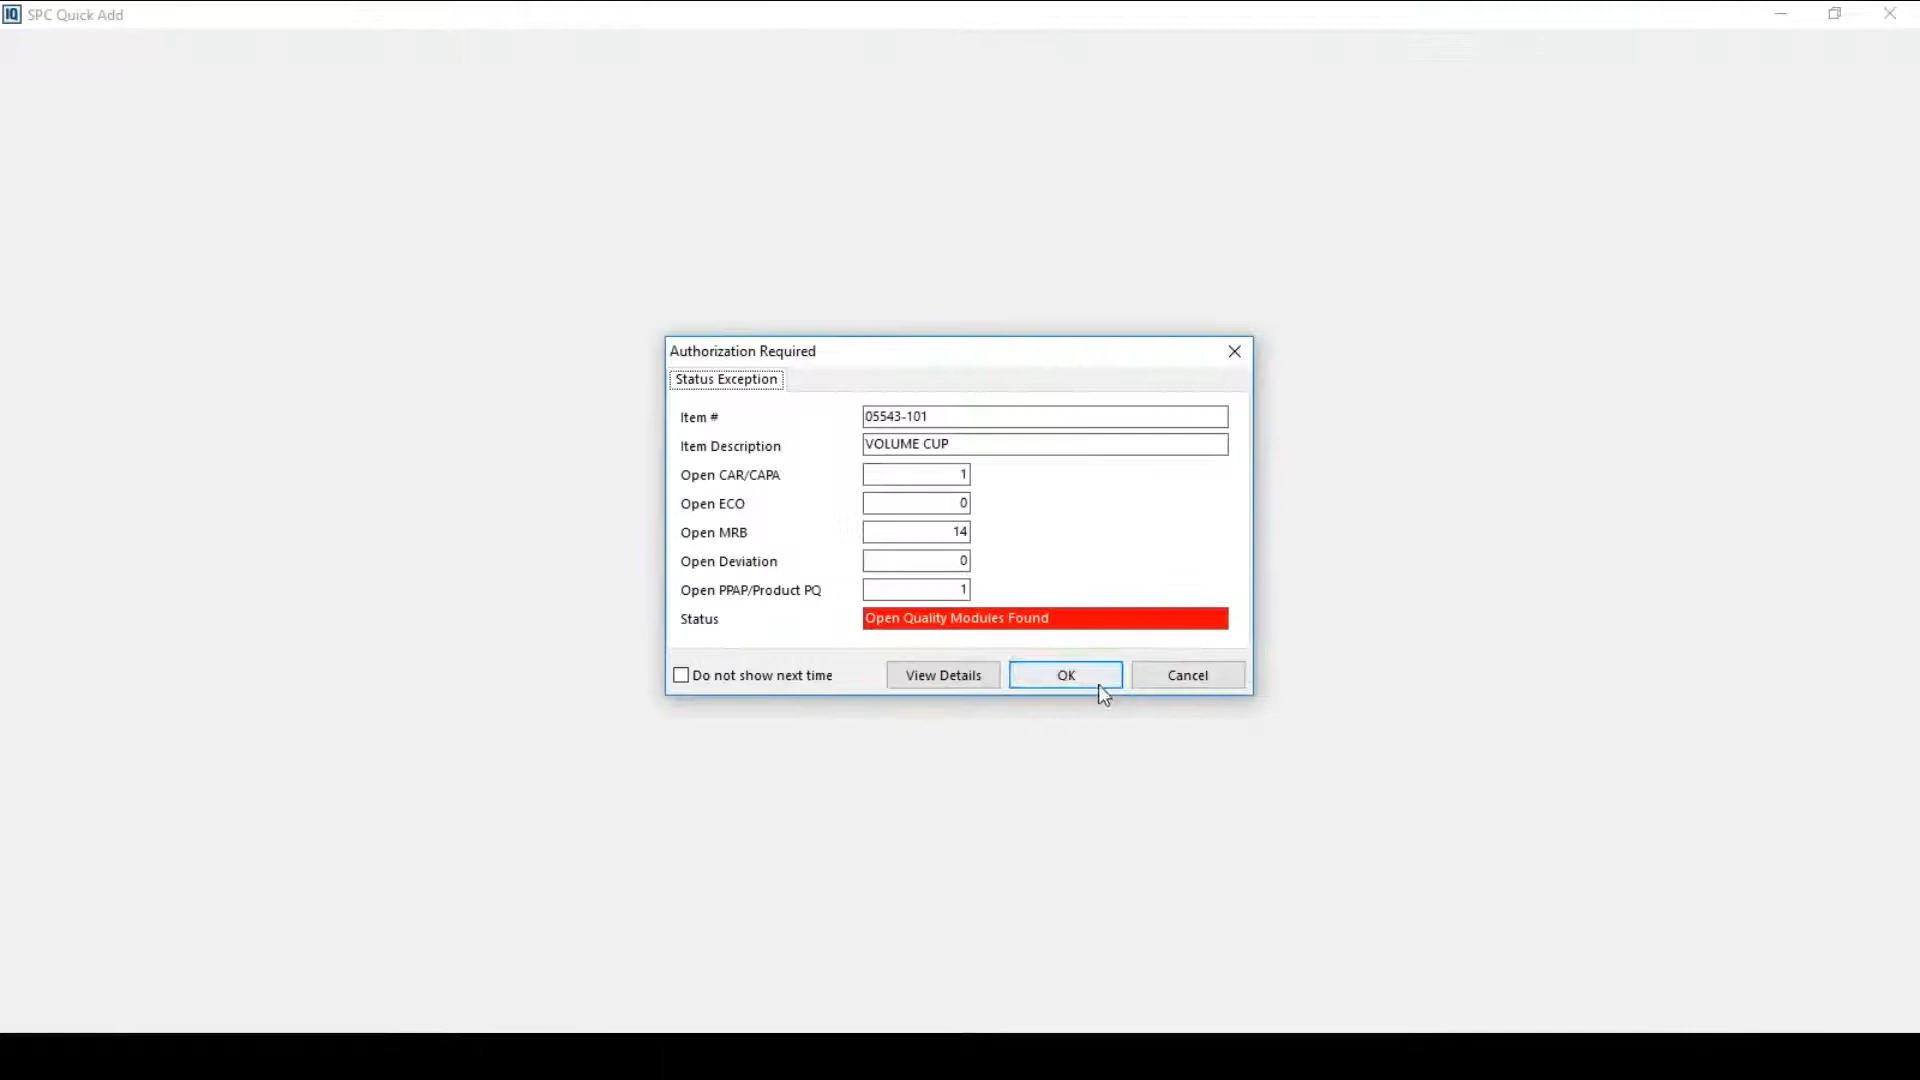 IQ SPC Quick Add
Authorization Required
Status Exception
Item # 05543-101
Item Description VOLUME CUP
Open CAR/CAPA 1
Open ECO 0
Open MRB 14
Open Deviation 0
Open PPAP/Product PQ 1
Status Open Quality Modules Found
Do not show next time View Details OK Cancel